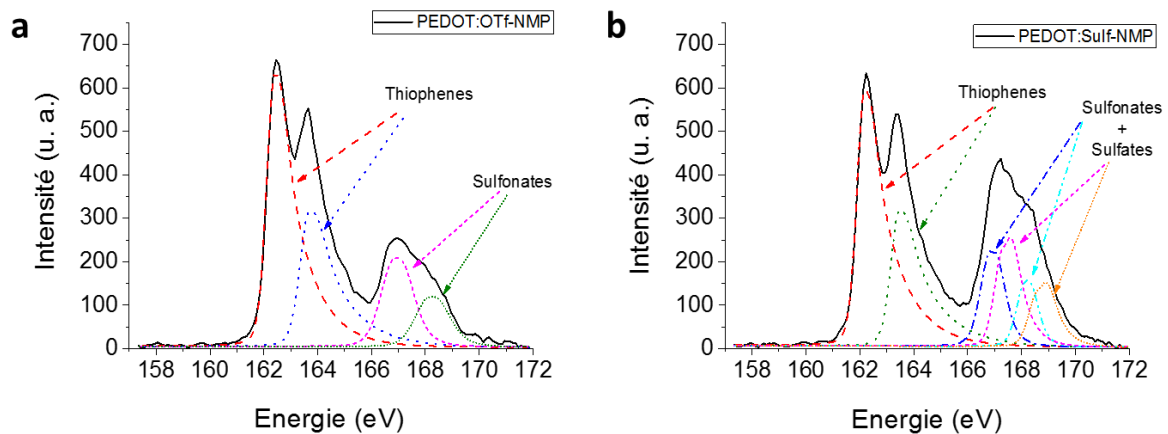 a
PEDOT:OTf-NMP
700
600
500
400
300
200
100
0
Intensité (u. a.)
Thiophenes
Sulfonates
158 160 162 164 166 168 170 172
Energie (eV)
b
PEDOT:Sulf-NMP
700
600
500
400
300
200
100
0
Intensité (u. a.)
Thiophenes
Sulfonates
+
Sulfates
158 160 162 164 166 168 170 172
Energie (eV)